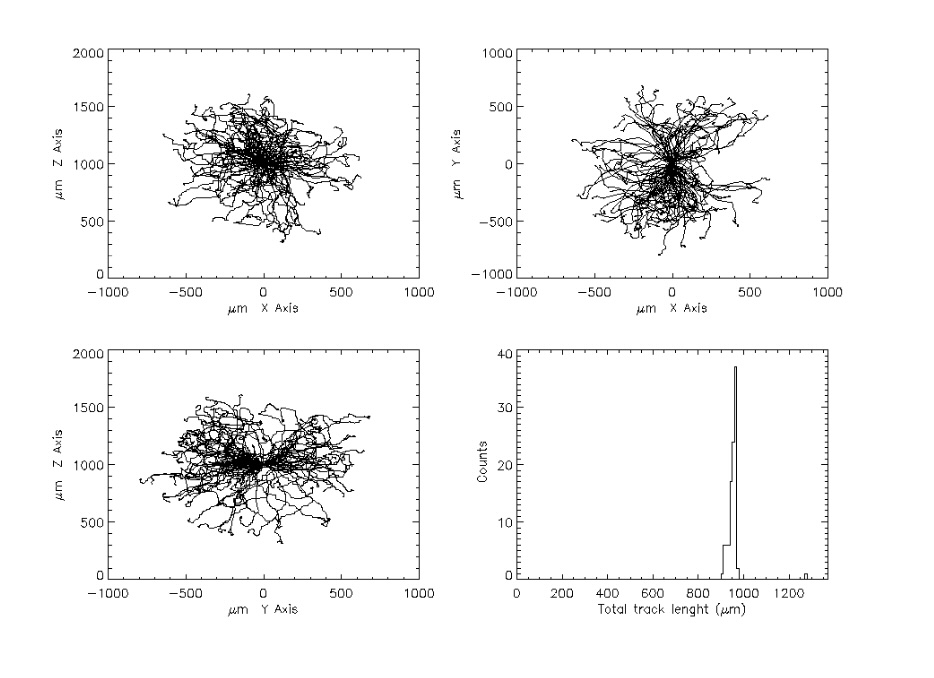 2000
1500
1000
500
0
μm Z Axis
−1000 −500 0 500 1000
μm X Axis
1000
500
0
−500
−1000
μm Y Axis
−1000 −500 0 500 1000
μm X Axis
2000
1500
1000
500
0
μm Z Axis
−1000 −500 0 500 1000
μm Y Axis
40
30
20
10
0
Counts
0 200 400 600 800 1000 1200
Total track lenght (μm)